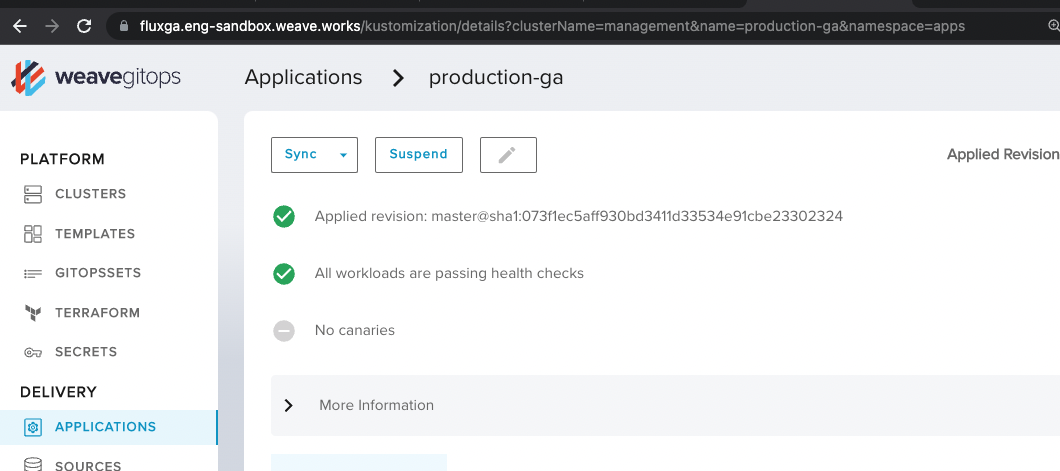 fluxga.eng-sandbox.weave.works/kustomization/details?clusterName=management&name=production-ga&namespace=apps
weavegitops
Applications > production-ga
PLATFORM
CLUSTERS
TEMPLATES
GITOPSSETS
TERRAFORM
SECRETS
DELIVERY
APPLICATIONS
SOURCES
Sync
Suspend
Applied Revision
Applied revision: master@sha1:073f1ec5aff930bd3411d33534e91cbe23302324
All workloads are passing health checks
No canaries
More Information